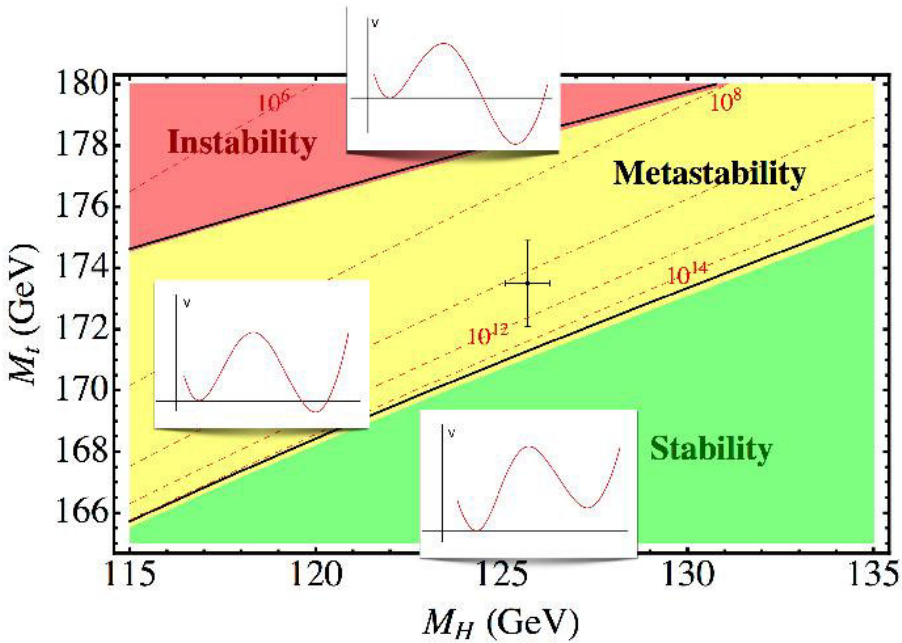 V
180
178
176
174
172
170
168
166
M_t (GeV)
10^6
10^8
Instability
Metastability
10^14
10^12
V
V
Stability
115
120
125
130
135
M_H (GeV)